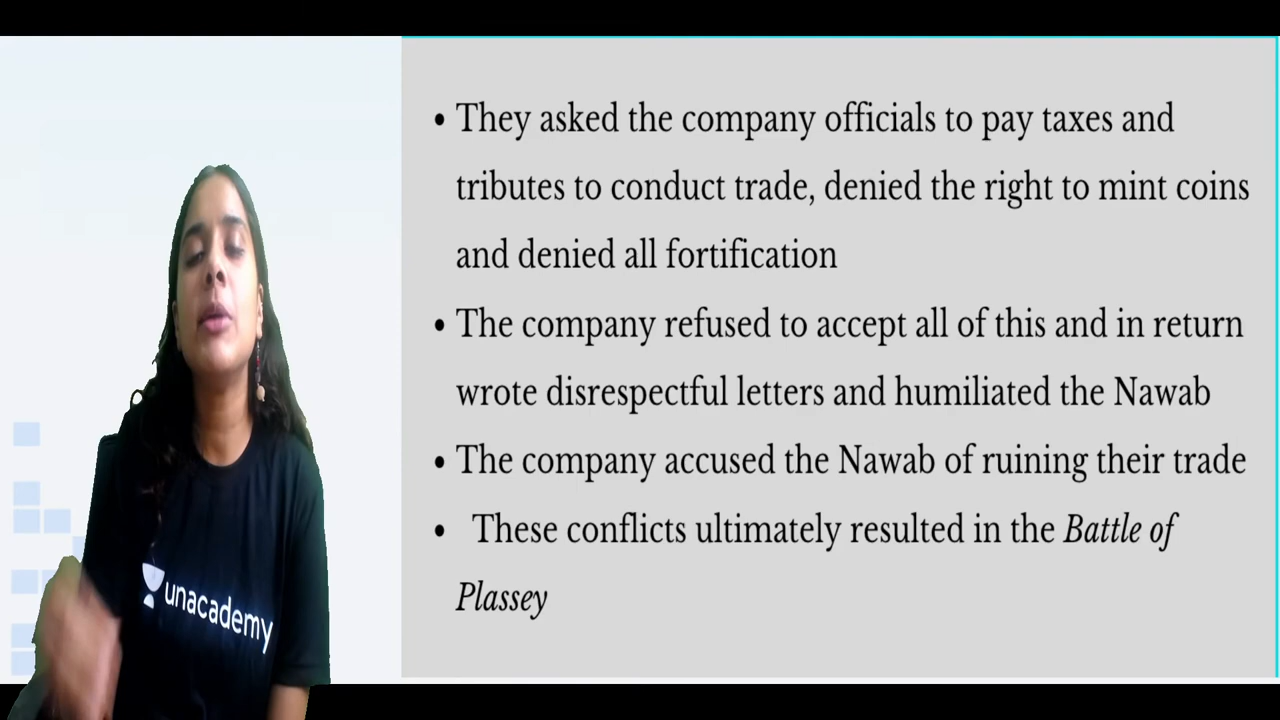 • They asked the company officials to pay taxes and
tributes to conduct trade, denied the right to mint coins
and denied all fortification
• The company refused to accept all of this and in return
wrote disrespectful letters and humiliated the Nawab
• The company accused the Nawab of ruining their trade
• These conflicts ultimately resulted in the Battle of
Plassey
unacademy